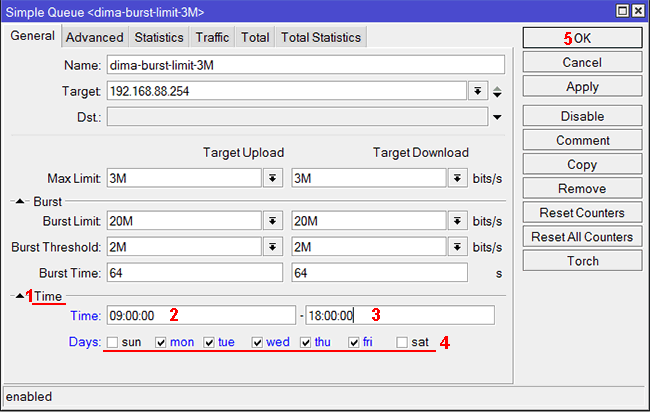 Simple Queue <dima-burst-limit-3M>
General Advanced Statistics Traffic Total Total Statistics
5 OK
Name: dima-burst-limit-3M
Cancel
Target: 192.168.88.254
Apply
Dst.:
Disable
Comment
Target Upload Target Download
Copy
Max Limit: 3M 3M bits/s
Remove
Burst
Burst Limit: 20M 20M bits/s
Reset Counters
Burst Threshold: 2M 2M bits/s
Reset All Counters
Burst Time: 64 64 s
Torch
1 Time
Time: 09:00:00 2 - 18:00:00 3
Days: sun mon tue wed thu fri sat 4
enabled